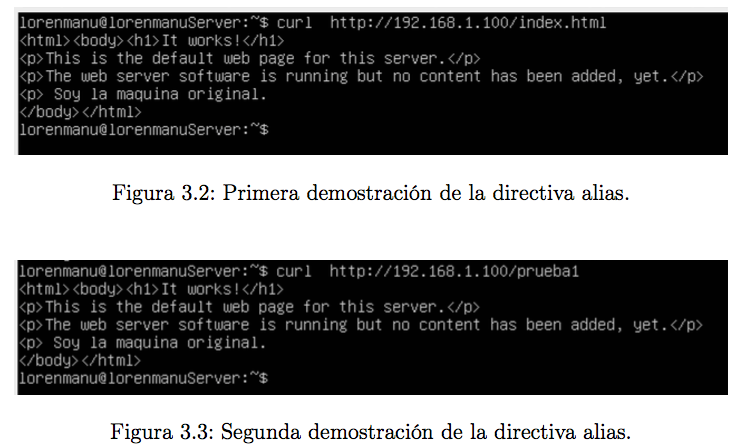 lorenmanu@lorenmanuServer:~$ curl  http://192.168.1.100/index.html
<html><body><h1>It works!</h1>
<p>This is the default web page for this server.</p>
<p>The web server software is running but no content has been added, yet.</p>
<p> Soy la maquina original.
</body></html>
lorenmanu@lorenmanuServer:~$
Figura 3.2: Primera demostración de la directiva alias.
lorenmanu@lorenmanuServer:~$ curl  http://192.168.1.100/prueba1
<html><body><h1>It works!</h1>
<p>This is the default web page for this server.</p>
<p>The web server software is running but no content has been added, yet.</p>
<p> Soy la maquina original.
</body></html>
lorenmanu@lorenmanuServer:~$
Figura 3.3: Segunda demostración de la directiva alias.